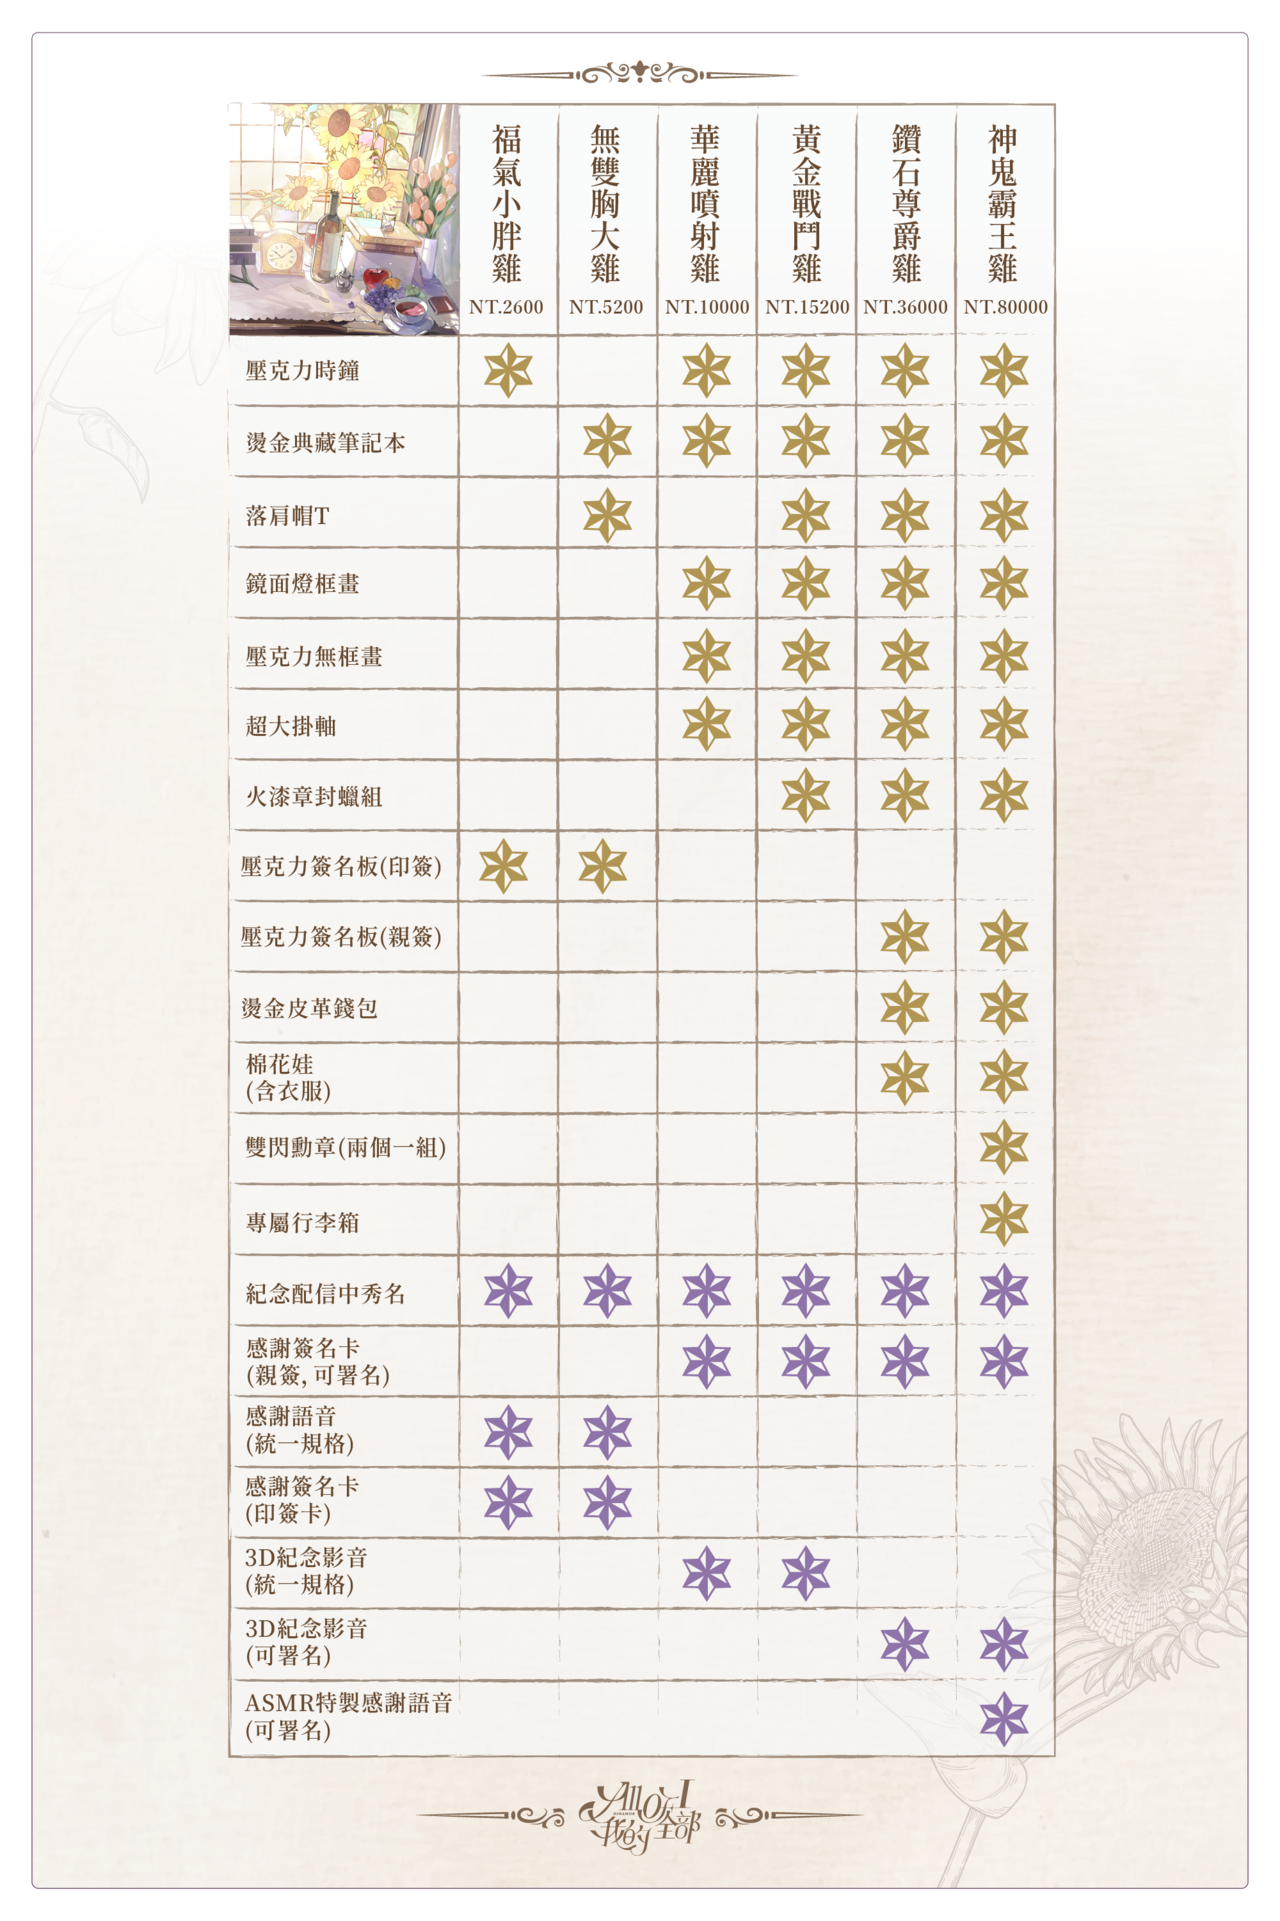 福氣小胖雞
NT.2600
無雙胸大雞
NT.5200
華麗噴射雞
NT.10000
黃金戰鬥雞
NT.15200
鑽石尊爵雞
NT.36000
神鬼霸王雞
NT.80000
壓克力時鐘
燙金典藏筆記本
落肩帽T
鏡面燈框畫
壓克力無框畫
超大掛軸
火漆章封蠟組
壓克力簽名板(印簽)
壓克力簽名板(親簽)
燙金皮革錢包
棉花娃
(含衣服)
雙閃勳章(兩個一組)
專屬行李箱
紀念配信中秀名
感謝簽名卡
(親簽,可署名)
感謝語音
(統一規格)
感謝簽名卡
(印簽卡)
3D紀念影音
(統一規格)
3D紀念影音
(可署名)
ASMR特製感謝語音
(可署名)
All of I
我的全部